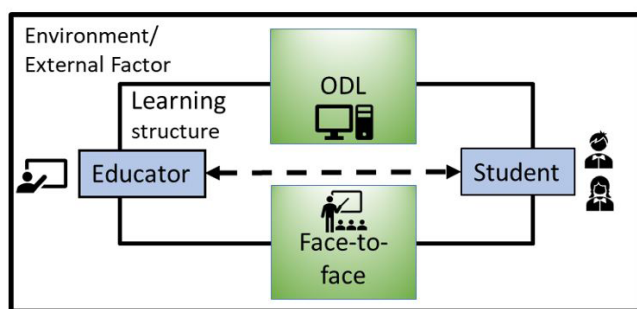 Environment/
External Factor
ODL
Learning
structure
Educator
Student
Face-to-
face